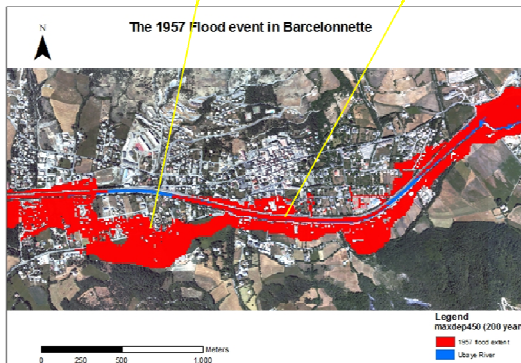 The 1957 Flood event in Barcelonnette
N
Legend
maxdep450 (200 year
1957 flood extent
Ubaye River
Meters
0 250 500 1.000